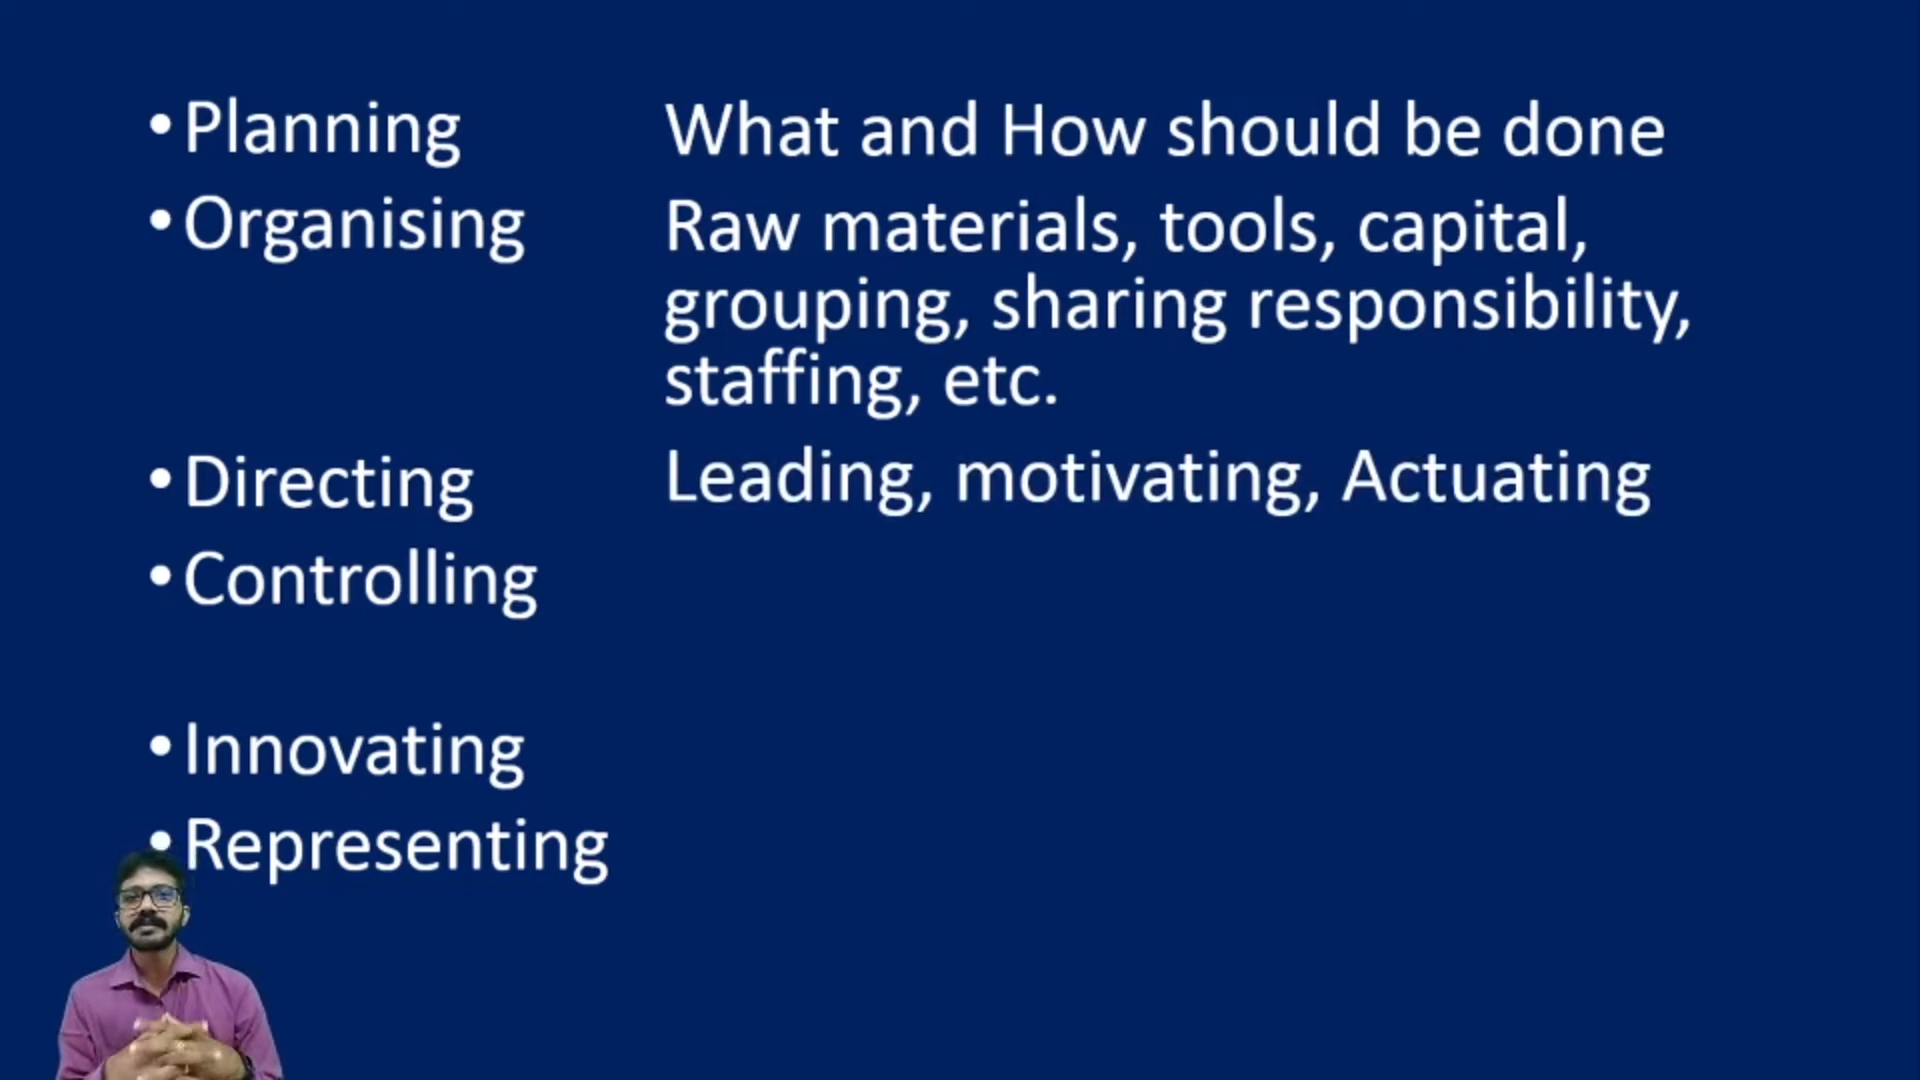 • Planning What and How should be done
• Organising Raw materials, tools, capital,
grouping, sharing responsibility,
staffing, etc.
• Directing Leading, motivating, Actuating
• Controlling
• Innovating
• Representing